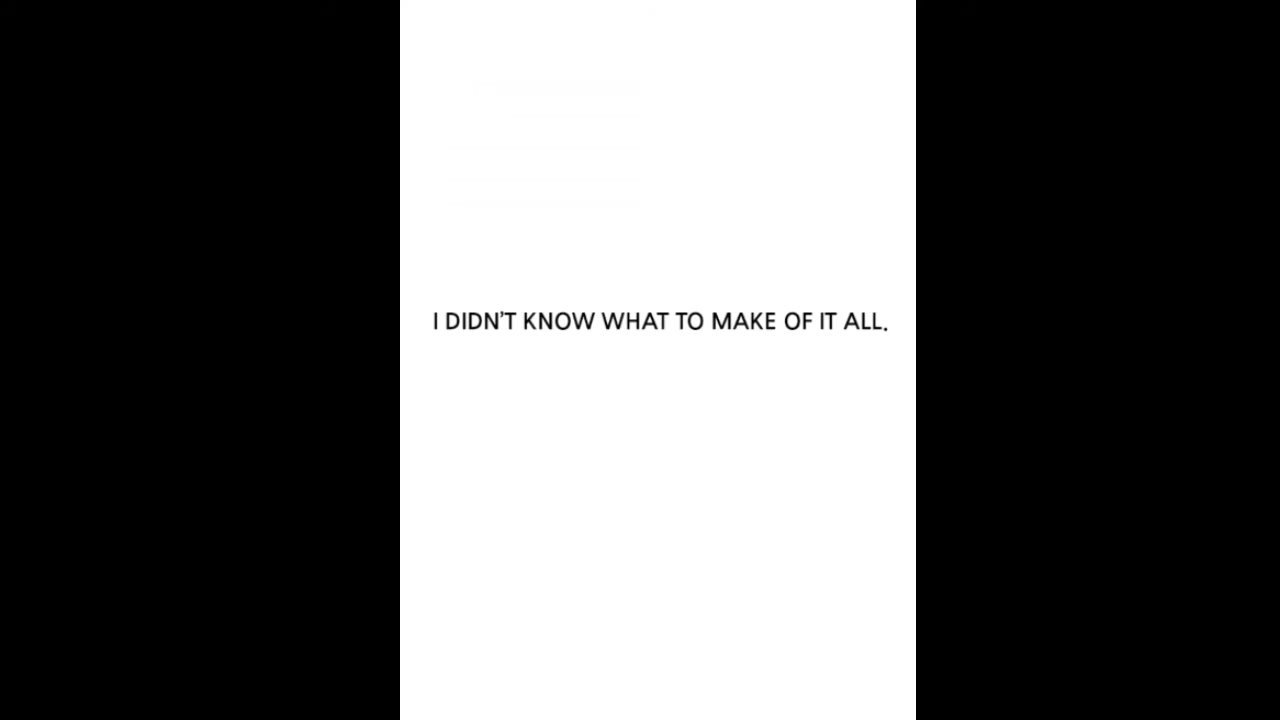 I DIDN’T KNOW WHAT TO MAKE OF IT ALL.